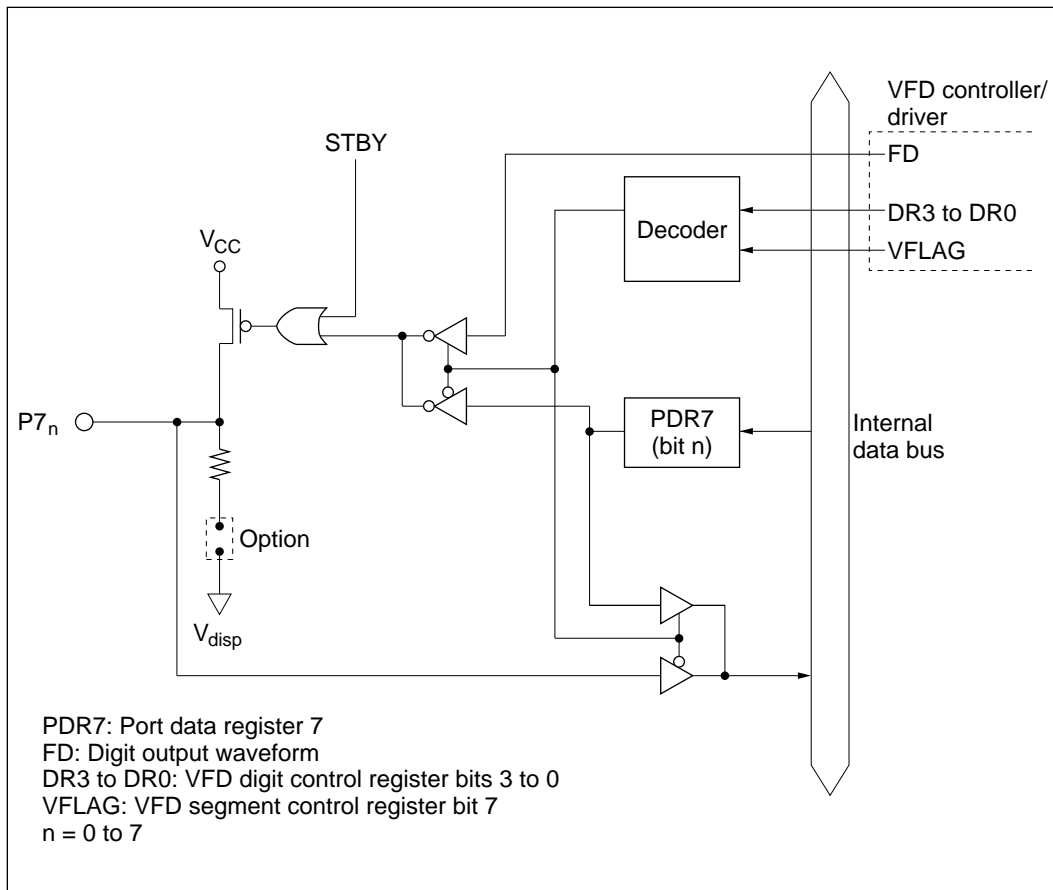 VFD controller/
driver
STBY
FD
Decoder
DR3 to DR0
VFLAG
VCC
P7n
PDR7
(bit n)
Internal
data bus
Option
Vdisp
PDR7: Port data register 7
FD: Digit output waveform
DR3 to DR0: VFD digit control register bits 3 to 0
VFLAG: VFD segment control register bit 7
n = 0 to 7